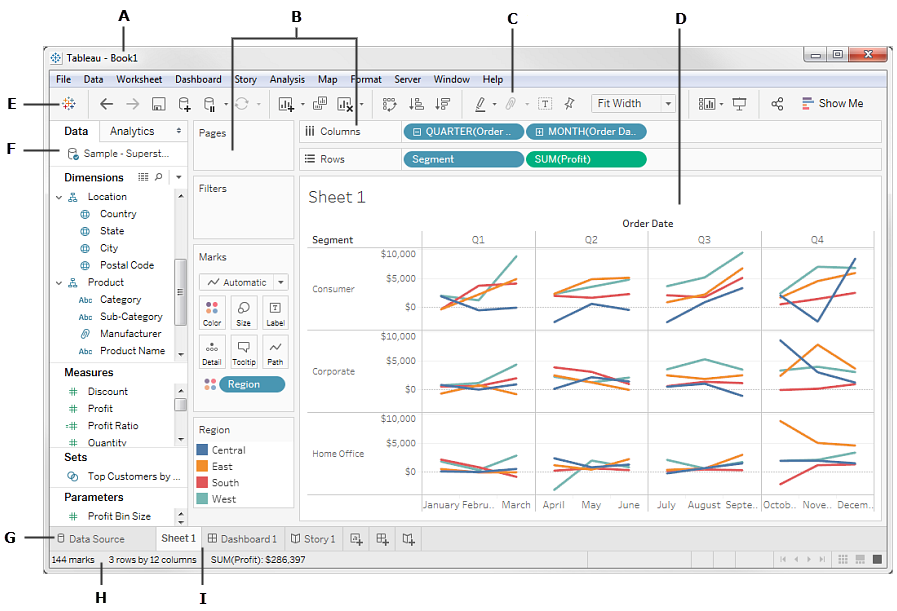 A
B
C
D
Tableau - Book1
File Data Worksheet Dashboard Story Analysis Map Format Server Window Help
E
Fit Width
Show Me
Data Analytics
F
Sample - Superst...
Dimensions
Location
Country
State
City
Postal Code
Product
Abc Category
Abc Sub-Category
Manufacturer
Abc Product Name
Measures
Discount
Profit
Profit Ratio
Quantity
Sets
Top Customers by ...
Parameters
Profit Bin Size
Pages
Filters
Marks
Automatic
Color Size Label
Detail Tooltip Path
Region
Region
Central
East
South
West
Columns QUARTER(Order .. MONTH(Order Da..
Rows Segment SUM(Profit)
Sheet 1
Order Date
Segment Q1 Q2 Q3 Q4
Consumer
$10,000
$5,000
$0
Corporate
$10,000
$5,000
$0
Home Office
$10,000
$5,000
$0
January Febru.. March April May June July August Septe.. Octob.. Nove.. Decem..
G
Data Source Sheet 1 Dashboard 1 Story 1
144 marks 3 rows by 12 columns SUM(Profit): $286,397
H
I